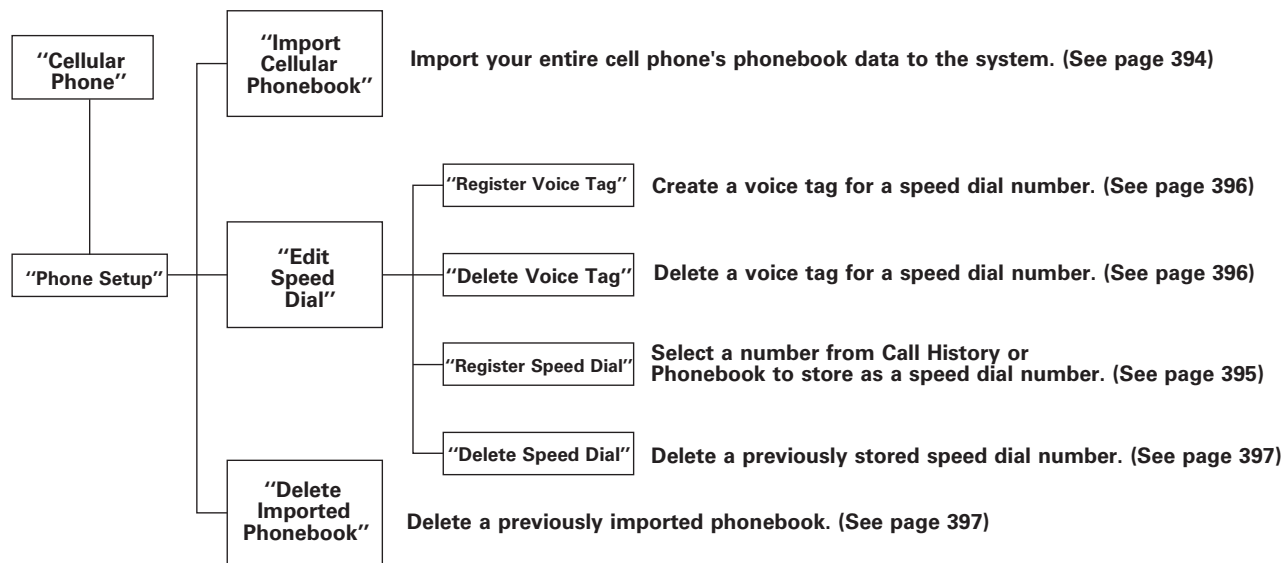 "Cellular
Phone"
"Import
Cellular
Phonebook"
Import your entire cell phone's phonebook data to the system. (See page 394)
"Phone Setup"
"Edit
Speed
Dial"
"Register Voice Tag"
Create a voice tag for a speed dial number. (See page 396)
"Delete Voice Tag"
Delete a voice tag for a speed dial number. (See page 396)
"Register Speed Dial"
Select a number from Call History or
Phonebook to store as a speed dial number. (See page 395)
"Delete Speed Dial"
Delete a previously stored speed dial number. (See page 397)
"Delete
Imported
Phonebook"
Delete a previously imported phonebook. (See page 397)